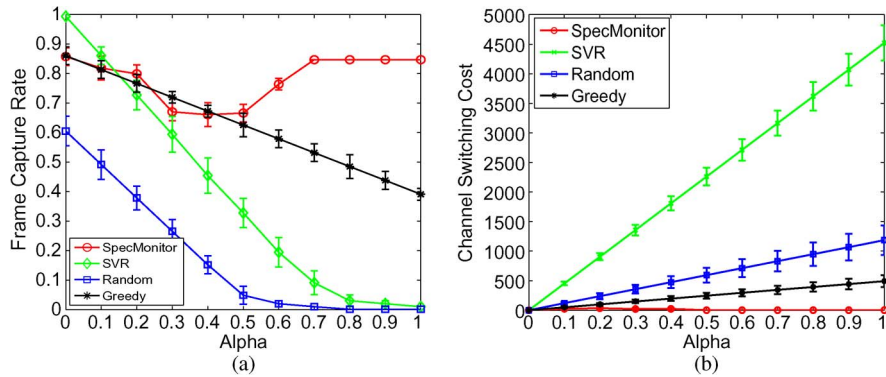 1
0.9
0.8
0.7
0.6
0.5
0.4
0.3
0.2
0.1
0
Frame Capture Rate
SpecMonitor
SVR
Random
Greedy
0 0.1 0.2 0.3 0.4 0.5 0.6 0.7 0.8 0.9 1
Alpha
(a)
5000
4500
4000
3500
3000
2500
2000
1500
1000
500
0
Channel Switching Cost
SpecMonitor
SVR
Random
Greedy
0 0.1 0.2 0.3 0.4 0.5 0.6 0.7 0.8 0.9 1
Alpha
(b)